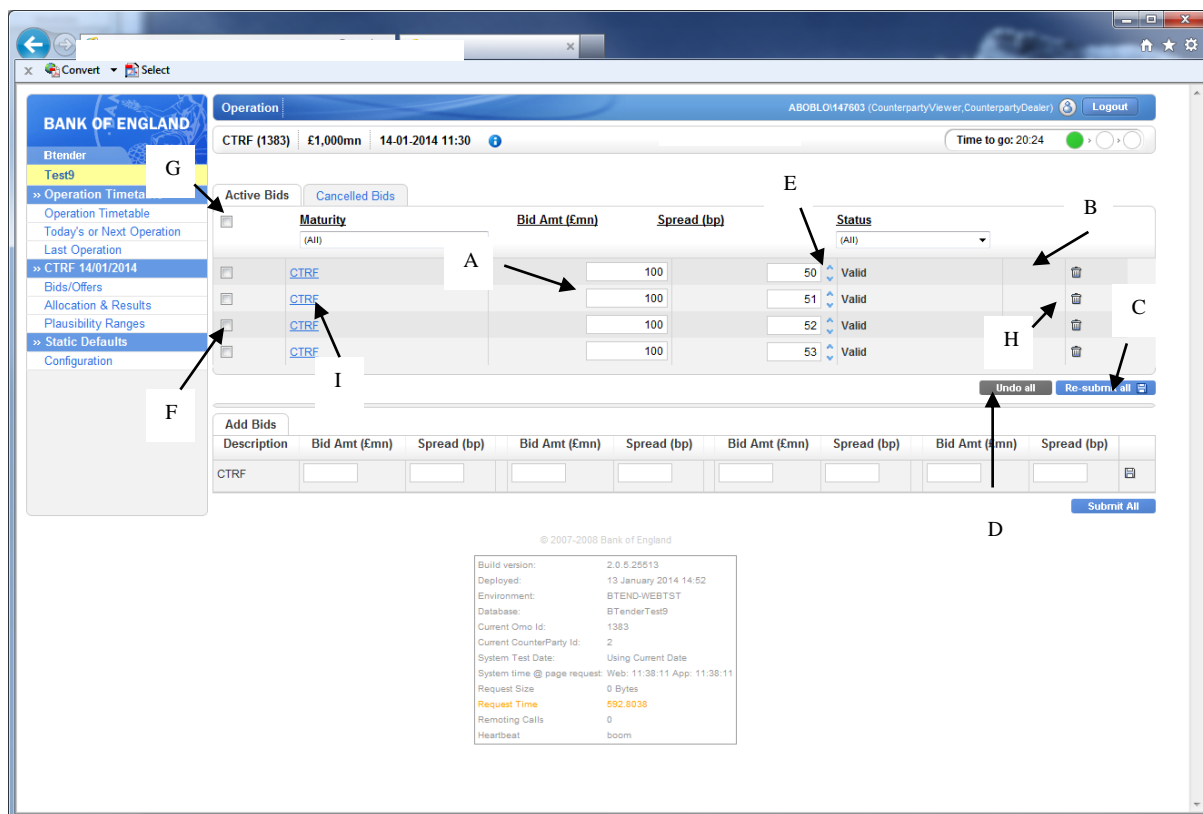 x Convert Select
BANK OF ENGLAND
Btender
Test9
» Operation Timeta
Operation Timetable
Today's or Next Operation
Last Operation
» CTRF 14/01/2014
Bids/Offers
Allocation & Results
Plausibility Ranges
» Static Defaults
Configuration
Operation ABOBLO\147603 (CounterpartyViewer,CounterpartyDealer) Logout
CTRF (1383) £1,000mn 14-01-2014 11:30 Time to go: 20:24
G
E
B
A
H
C
I
F
D
Active Bids Cancelled Bids
Maturity Bid Amt (£mn) Spread (bp) Status
(All) (All)
CTRF 100 50 Valid
CTRF 100 51 Valid
CTRF 100 52 Valid
CTRF 100 53 Valid
Undo all Re-submit all
Add Bids
Description Bid Amt (£mn) Spread (bp) Bid Amt (£mn) Spread (bp) Bid Amt (£mn) Spread (bp) Bid Amt (£mn) Spread (bp)
CTRF
Submit All
© 2007-2008 Bank of England
Build version: 2.0.5.25513
Deployed: 13 January 2014 14:52
Environment: BTEND-WEBTST
Database: BTenderTest9
Current Omo Id: 1383
Current CounterParty Id: 2
System Test Date: Using Current Date
System time @ page request: Web: 11:38:11 App: 11:38:11
Request Size 0 Bytes
Request Time 592.8038
Remoting Calls 0
Heartbeat boom